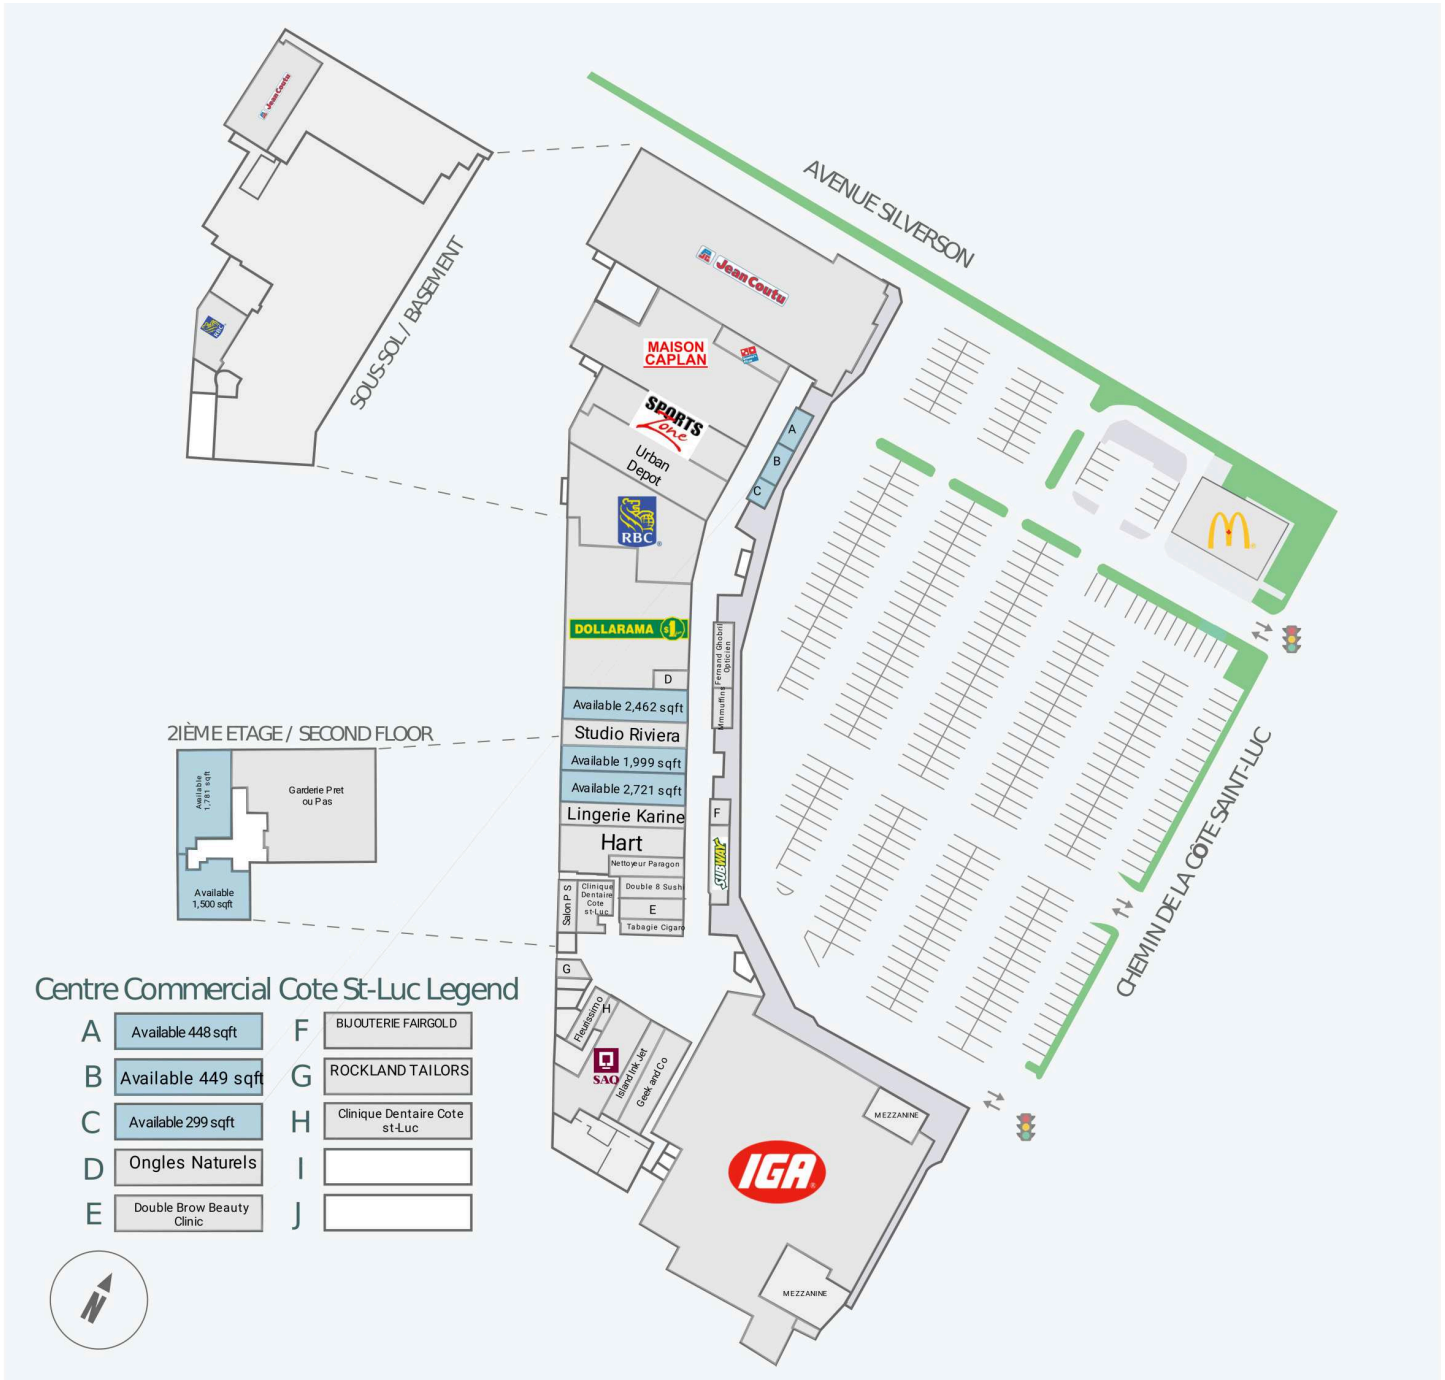 Jean Coutu
AVENUE SILVERSON
SOUS-SOL / BASEMENT
RBC
Jean Coutu
MAISON
CAPLAN
SPORTS
Zone
Urban
Depot
RBC
A
B
C
DOLLARAMA $1
D
Fernand Ghobril
Opticien
Mmmuffins
Available 2,462 sqft
Studio Riviera
Available 1,999 sqft
Available 2,721 sqft
Lingerie Karine
Hart
Nettoyeur Paragon
Double 8 Sushi
E
Tabagie Cigaro
Salon P S
Clinique
Dentaire
Cote
st-Luc
F
SUBWAY
2IÈME ETAGE / SECOND FLOOR
Available
1,781 sqft
Garderie Pret
ou Pas
Available
1,500 sqft
CHEMIN DE LA CÔTE SAINT-LUC
G
Fleurissimo
H
SAQ
Island Ink Jet
Geek and Co
MEZZANINE
IGA
MEZZANINE
Centre Commercial Cote St-Luc Legend
A Available 448 sqft
B Available 449 sqft
C Available 299 sqft
D Ongles Naturels
E Double Brow Beauty
Clinic
F BIJOUTERIE FAIRGOLD
G ROCKLAND TAILORS
H Clinique Dentaire Cote
st-Luc
I
J
N